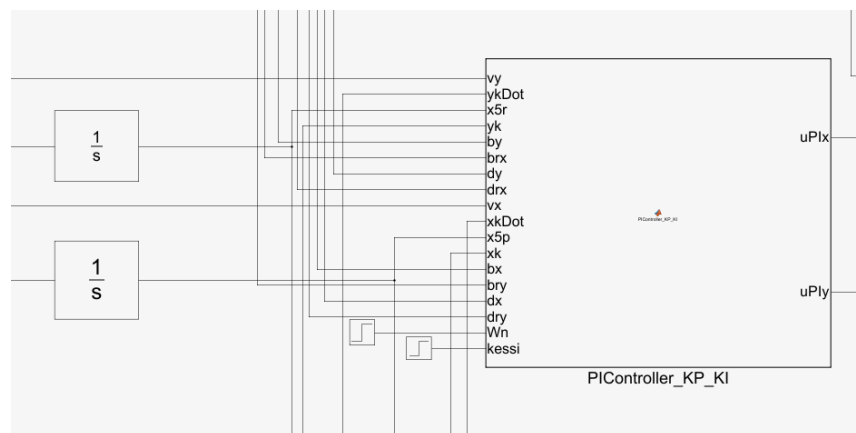 vy
ykDot
x5r
yk
by
brx
dy
drx
vx
xkDot
x5p
xk
bx
bry
dx
dry
Wn
kessi
1
s
1
s
uPIx
uPIy
PIController_KP_KI
PIController_KP_KI